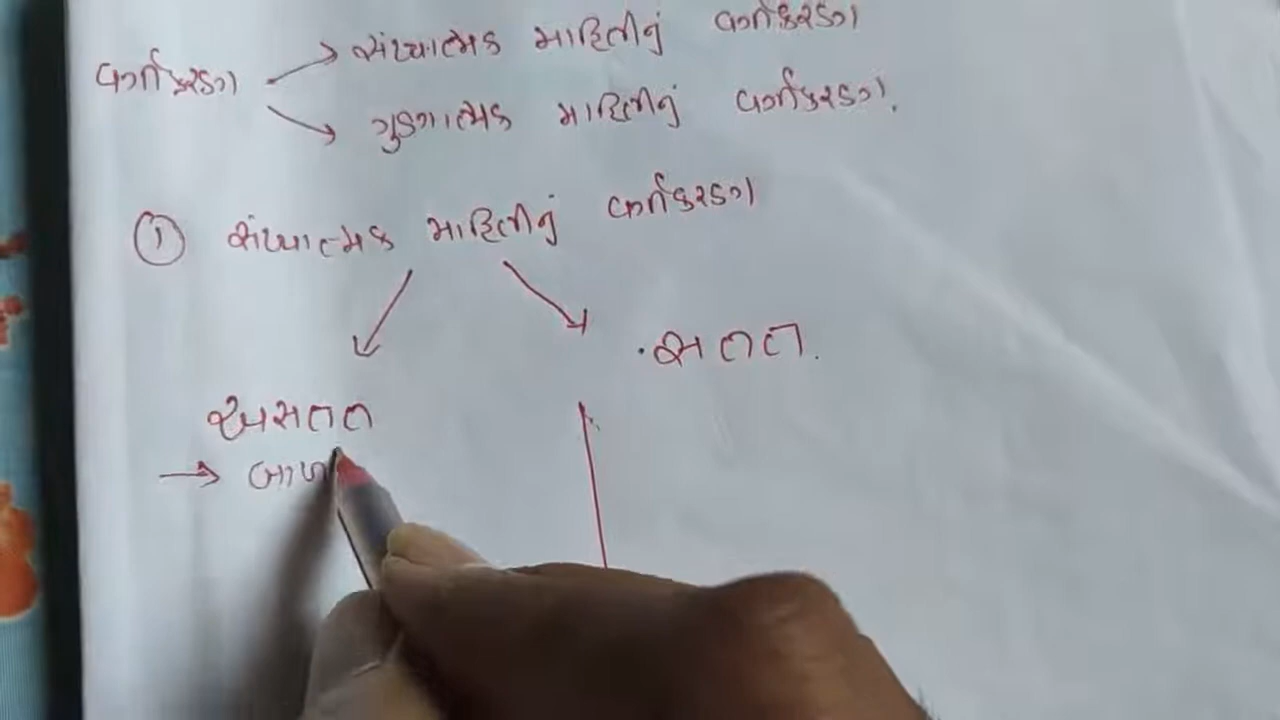 સંખ્યાત્મક માહિતીનું વર્ગીકરણ
વર્ગીકરણ
ગુણાત્મક માહિતીનું વર્ગીકરણ.
① સંખ્યાત્મક માહિતીનું વર્ગીકરણ
સતત.
અસતત
→ બાળ